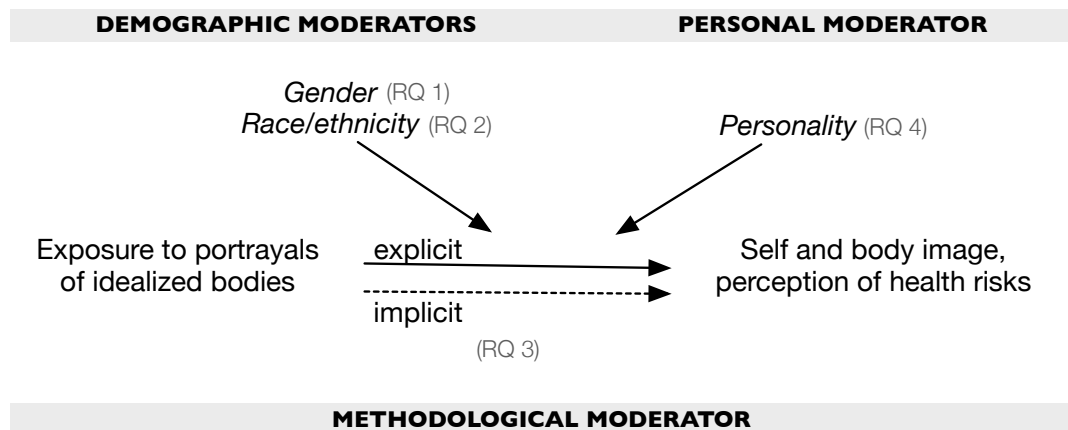 DEMOGRAPHIC MODERATORS PERSONAL MODERATOR
Gender (RQ 1)
Race/ethnicity (RQ 2)
Personality (RQ 4)
Exposure to portrayals
of idealized bodies
explicit
implicit
(RQ 3)
Self and body image,
perception of health risks
METHODOLOGICAL MODERATOR